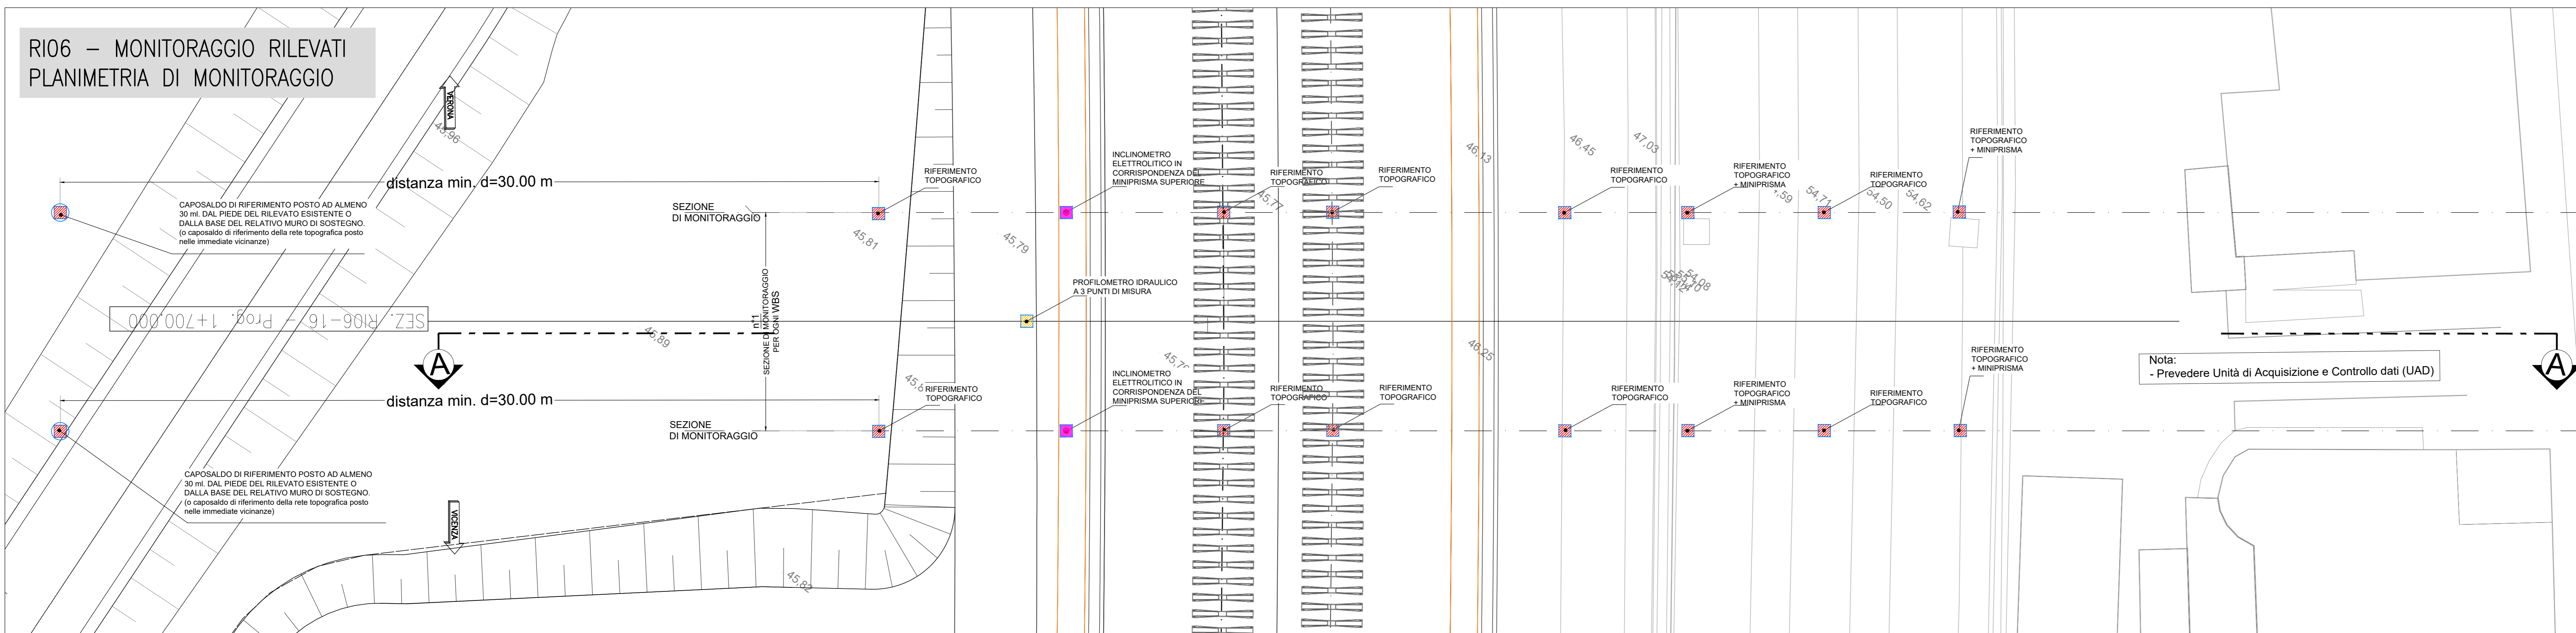 RI06 – MONITORAGGIO RILEVATI
PLANIMETRIA DI MONITORAGGIO
VERONA
45,96
distanza min. d=30.00 m
CAPOSALDO DI RIFERIMENTO POSTO AD ALMENO
30 ml. DAL PIEDE DEL RILEVATO ESISTENTE O
DALLA BASE DEL RELATIVO MURO DI SOSTEGNO.
(o caposaldo di riferimento della rete topografica posto
nelle immediate vicinanze)
SEZIONE
DI MONITORAGGIO
RIFERIMENTO
TOPOGRAFICO
INCLINOMETRO
ELETTROLITICO IN
CORRISPONDENZA DEL
MINIPRISMA SUPERIORE
RIFERIMENTO
TOPOGRAFICO
RIFERIMENTO
TOPOGRAFICO
RIFERIMENTO
TOPOGRAFICO
RIFERIMENTO
TOPOGRAFICO
+ MINIPRISMA
RIFERIMENTO
TOPOGRAFICO
RIFERIMENTO
TOPOGRAFICO
+ MINIPRISMA
46,13
46,45
47,03
45,77
54,71
54,50
54,62
45,81
45,79
PROFILOMETRO IDRAULICO
A 3 PUNTI DI MISURA
54,08
SEZ. RI06-16 - Prog. 1+700.000
n°1
SEZIONE DI MONITORAGGIO
PER OGNI WBS
45,89
46,25
A
A
Nota:
- Prevedere Unità di Acquisizione e Controllo dati (UAD)
distanza min. d=30.00 m
SEZIONE
DI MONITORAGGIO
RIFERIMENTO
TOPOGRAFICO
INCLINOMETRO
ELETTROLITICO IN
CORRISPONDENZA DEL
MINIPRISMA SUPERIORE
RIFERIMENTO
TOPOGRAFICO
RIFERIMENTO
TOPOGRAFICO
RIFERIMENTO
TOPOGRAFICO
RIFERIMENTO
TOPOGRAFICO
+ MINIPRISMA
RIFERIMENTO
TOPOGRAFICO
RIFERIMENTO
TOPOGRAFICO
+ MINIPRISMA
CAPOSALDO DI RIFERIMENTO POSTO AD ALMENO
30 ml. DAL PIEDE DEL RILEVATO ESISTENTE O
DALLA BASE DEL RELATIVO MURO DI SOSTEGNO.
(o caposaldo di riferimento della rete topografica posto
nelle immediate vicinanze)
VICENZA
45,82